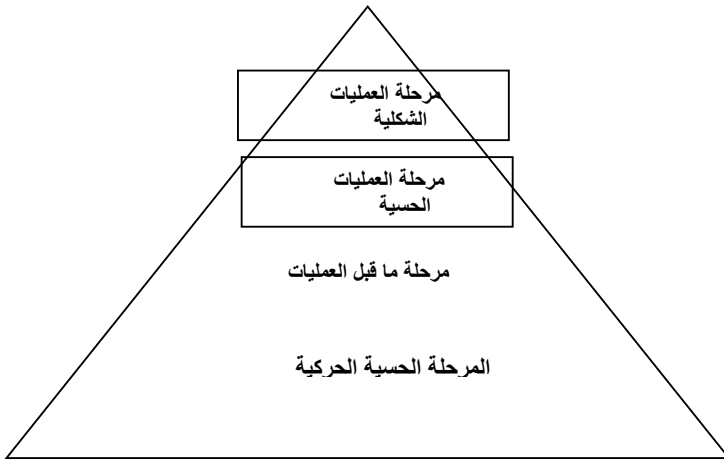 مرحلة العمليات
الشكلية
مرحلة العمليات
الحسية
مرحلة ما قبل العمليات
المرحلة الحسية الحركية